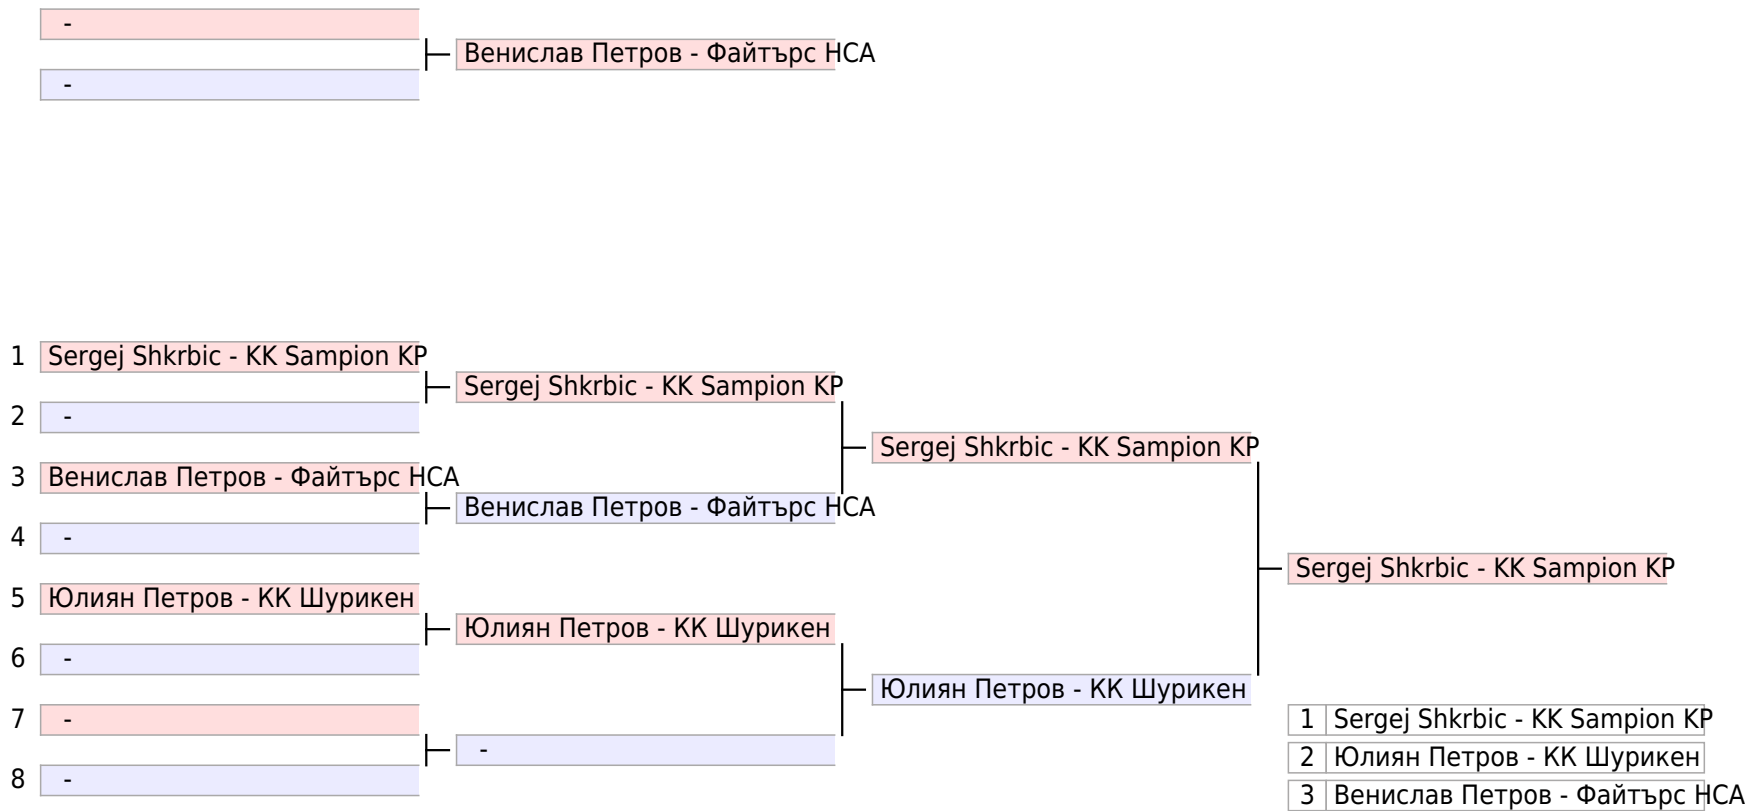 -
Венислав Петров - Файтърс НСА
-
1 Sergej Shkrbic - KK Sampion KP
Sergej Shkrbic - KK Sampion KP
2 -
Sergej Shkrbic - KK Sampion KP
3 Венислав Петров - Файтърс НСА
Венислав Петров - Файтърс НСА
4 -
Sergej Shkrbic - KK Sampion KP
5 Юлиян Петров - КК Шурикен
Юлиян Петров - КК Шурикен
6 -
Юлиян Петров - КК Шурикен
7 -
-
8 -
1 Sergej Shkrbic - KK Sampion KP
2 Юлиян Петров - КК Шурикен
3 Венислав Петров - Файтърс НСА